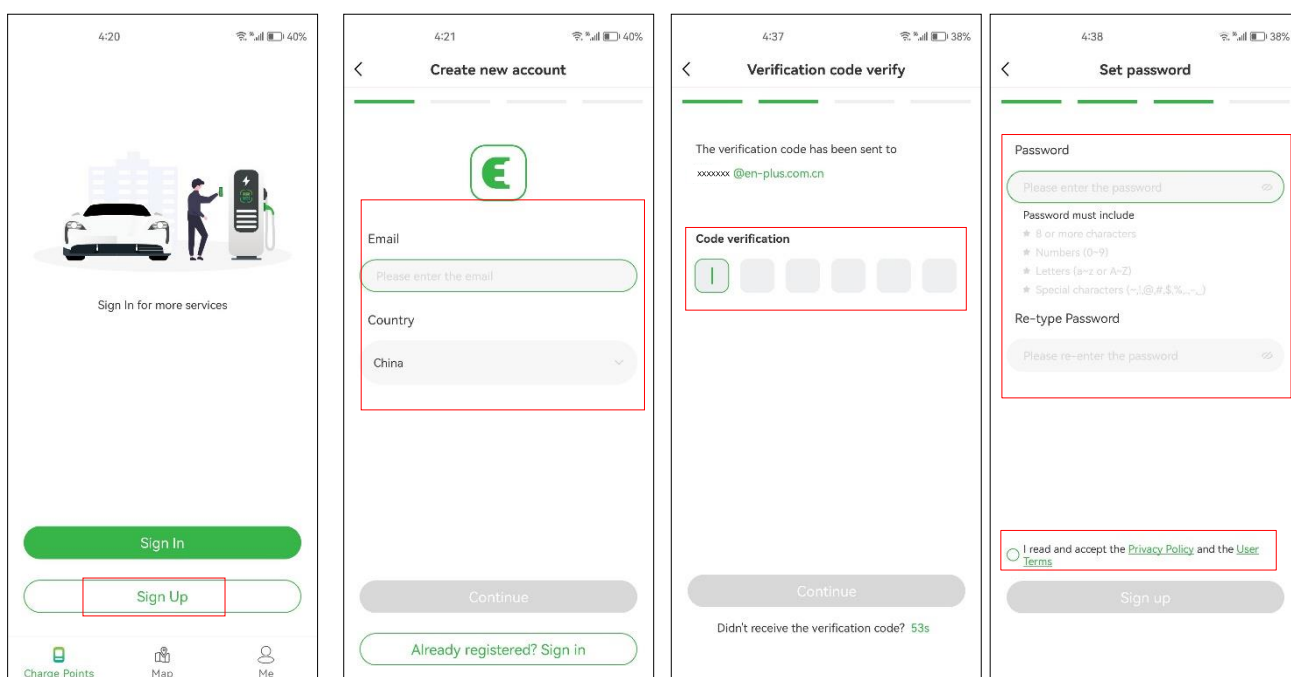 4:20
40%
Sign In for more services
Sign In
Sign Up
Charge Points
Map
Me
4:21
40%
Create new account
Email
Please enter the email
Country
China
Continue
Already registered? Sign in
4:37
38%
Verification code verify
The verification code has been sent to
xxxxxxx @en-plus.com.cn
Code verification
Continue
Didn't receive the verification code? 53s
4:38
38%
Set password
Password
Please enter the password
Password must include
★ 8 or more characters
★ Numbers (0-9)
★ Letters (a-z or A-Z)
★ Special characters
Re-type Password
Please re-enter the password
I read and accept the Privacy Policy and the User
Terms
Sign up